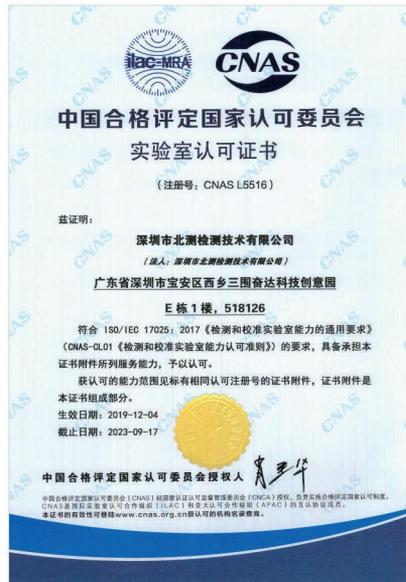 ilac-MRA
CNAS
中国合格评定国家认可委员会
实验室认可证书
（注册号：CNAS L5516）
兹证明：
深圳市北测检测技术有限公司
（法人：深圳市北测检测技术有限公司）
广东省深圳市宝安区西乡三围奋达科技创意园
E 栋 1 楼，518126
符合 ISO/IEC 17025：2017《检测和校准实验室能力的通用要求》
（CNAS-CL01《检测和校准实验室能力认可准则》）的要求，具备承担本
证书附件所列服务能力，予以认可。
获认可的能力范围见标有相同认可注册号的证书附件，证书附件是
本证书组成部分。
生效日期：2019-12-04
截止日期：2023-09-17
中国合格评定国家认可委员会授权人
中国合格评定国家认可委员会（CNAS）经国家认证认可监督管理委员会（CNCA）授权，负责实施合格评定国家认可制度。
CNAS是国际实验室认可合作组织（ILAC）和亚太认可合作组织（APAC）的互认协议成员。
本证书的有效性可登陆www.cnas.org.cn获认可的机构名录查询。